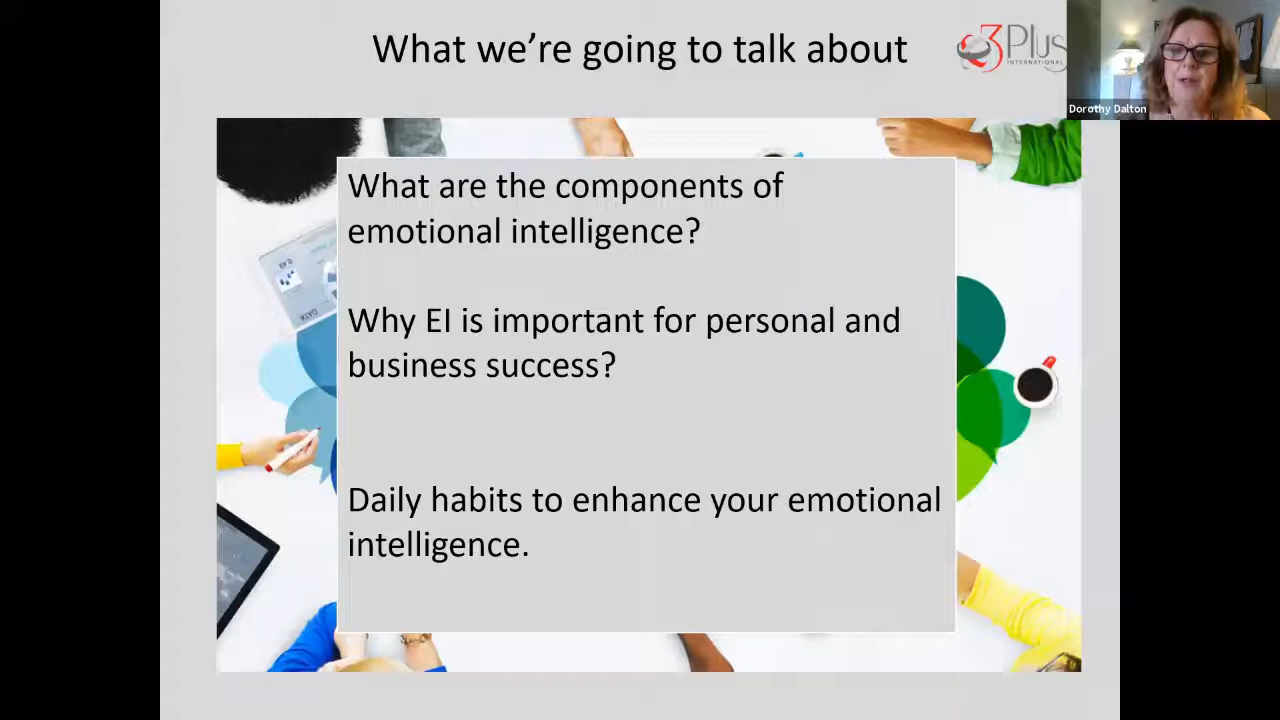 What we’re going to talk about
3Plus
INTERNATIONAL
Dorothy Dalton
What are the components of
emotional intelligence?
Why EI is important for personal and
business success?
Daily habits to enhance your emotional
intelligence.
DATA